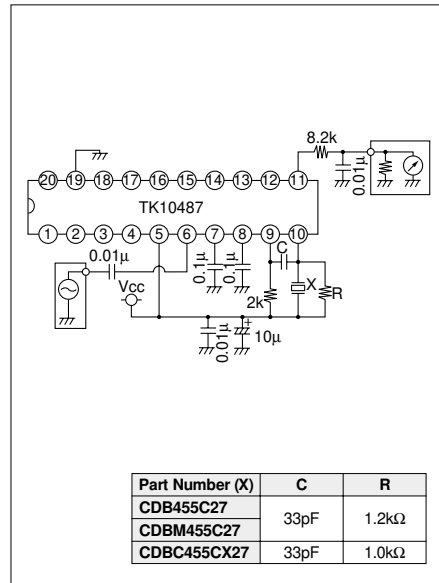 8.2k
0.01μ
20 19 18 17 16 15 14 13 12 11
TK10487
1 2 3 4 5 6 7 8 9 10
0.01μ
0.1μ
0.1μ
C
Vcc
2k
X
R
0.01μ
+
10μ
Part Number (X) C R
CDB455C27 33pF 1.2kΩ
CDBM455C27
CDBC455CX27 33pF 1.0kΩ